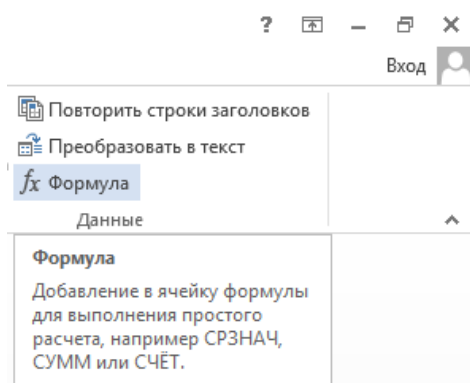 ?
Вход
Повторить строки заголовков
Преобразовать в текст
fx Формула
Данные
Формула
Добавление в ячейку формулы
для выполнения простого
расчета, например СРЗНАЧ,
СУММ или СЧЁТ.